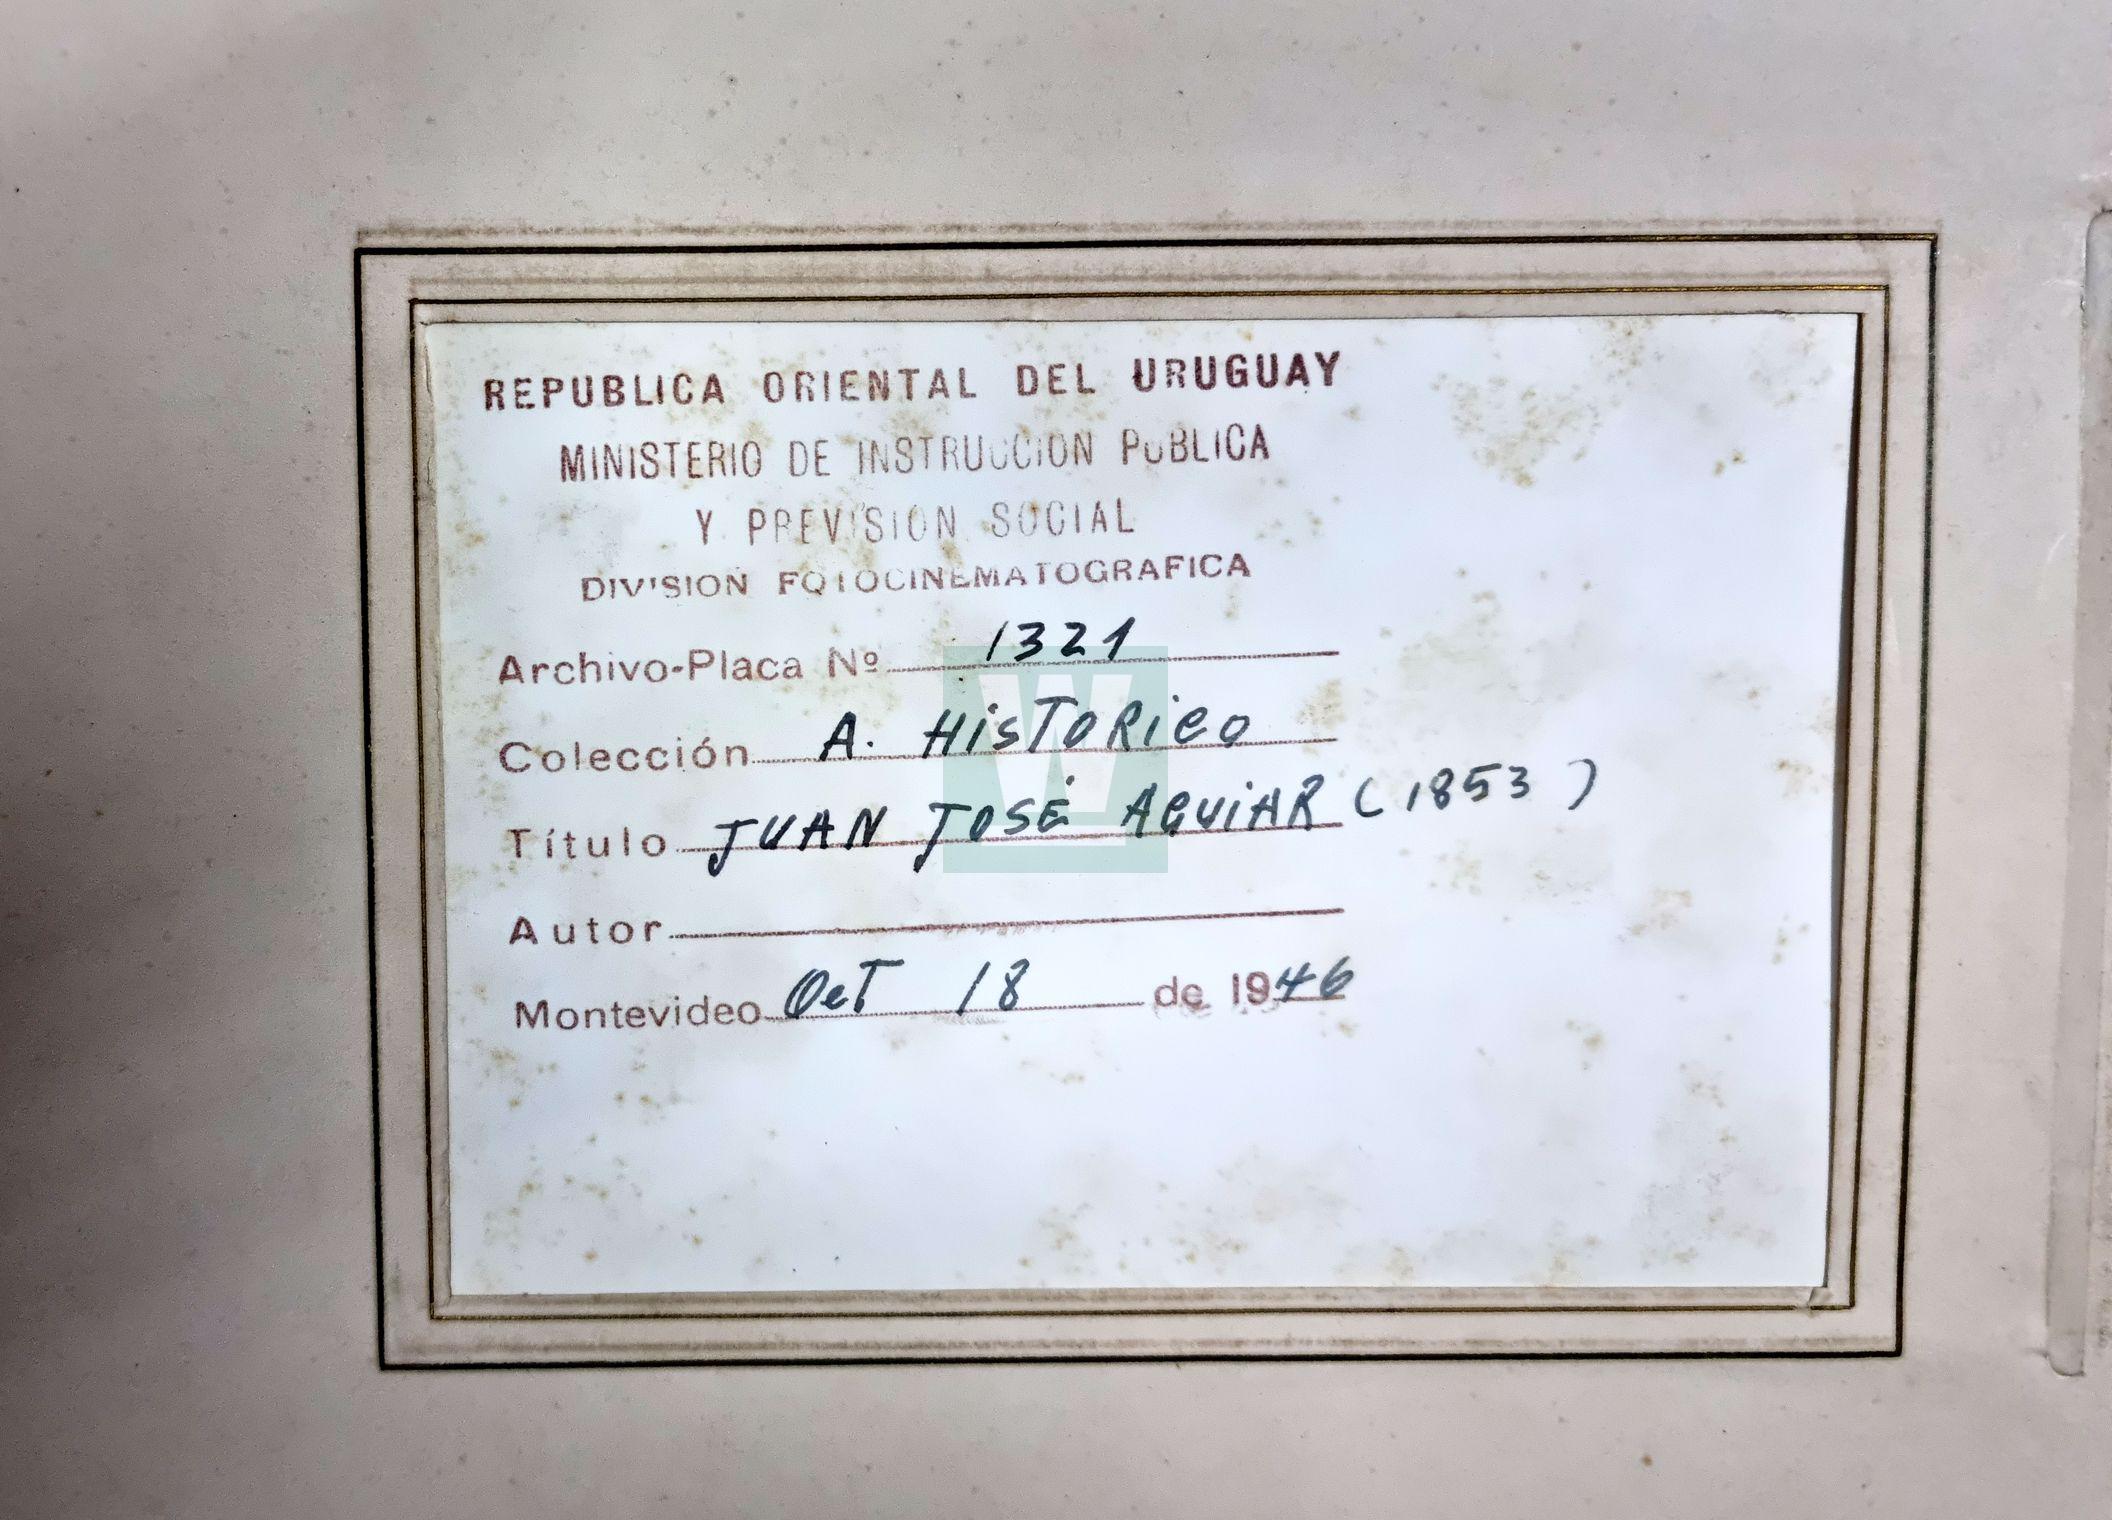 REPUBLICA ORIENTAL DEL URUGUAY
MINISTERIO DE INSTRUCCION PUBLICA
Y PREVISION SOCIAL
DIVISION FOTOCINEMATOGRAFICA
Archivo-Placa Nº 1321
Colección A. HISTORICO
Título JUAN JOSÉ AGUIAR (1853)
Autor
Montevideo OCT 18 de 1946
W